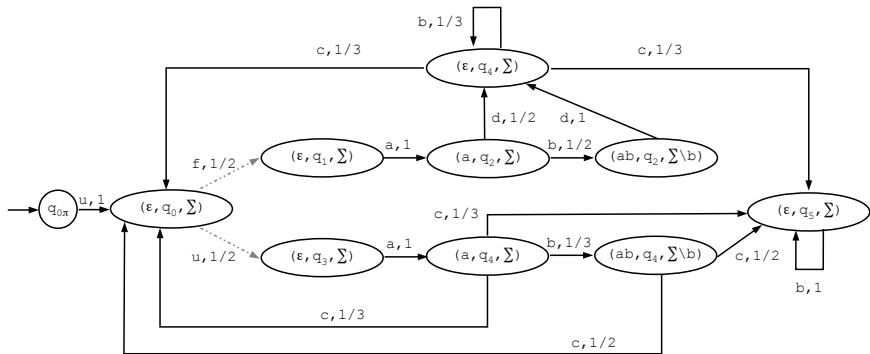 b,1/3
c,1/3
c,1/3
(ε,q₄,∑)
d,1/2
d,1
f,1/2
(ε,q₁,∑)
a,1
(a,q₂,∑)
b,1/2
(ab,q₂,∑\b)
q₀π
u,1
(ε,q₀,∑)
c,1/3
(ε,q₅,∑)
u,1/2
(ε,q₃,∑)
a,1
(a,q₄,∑)
b,1/3
(ab,q₄,∑\b)
c,1/2
b,1
c,1/3
c,1/2